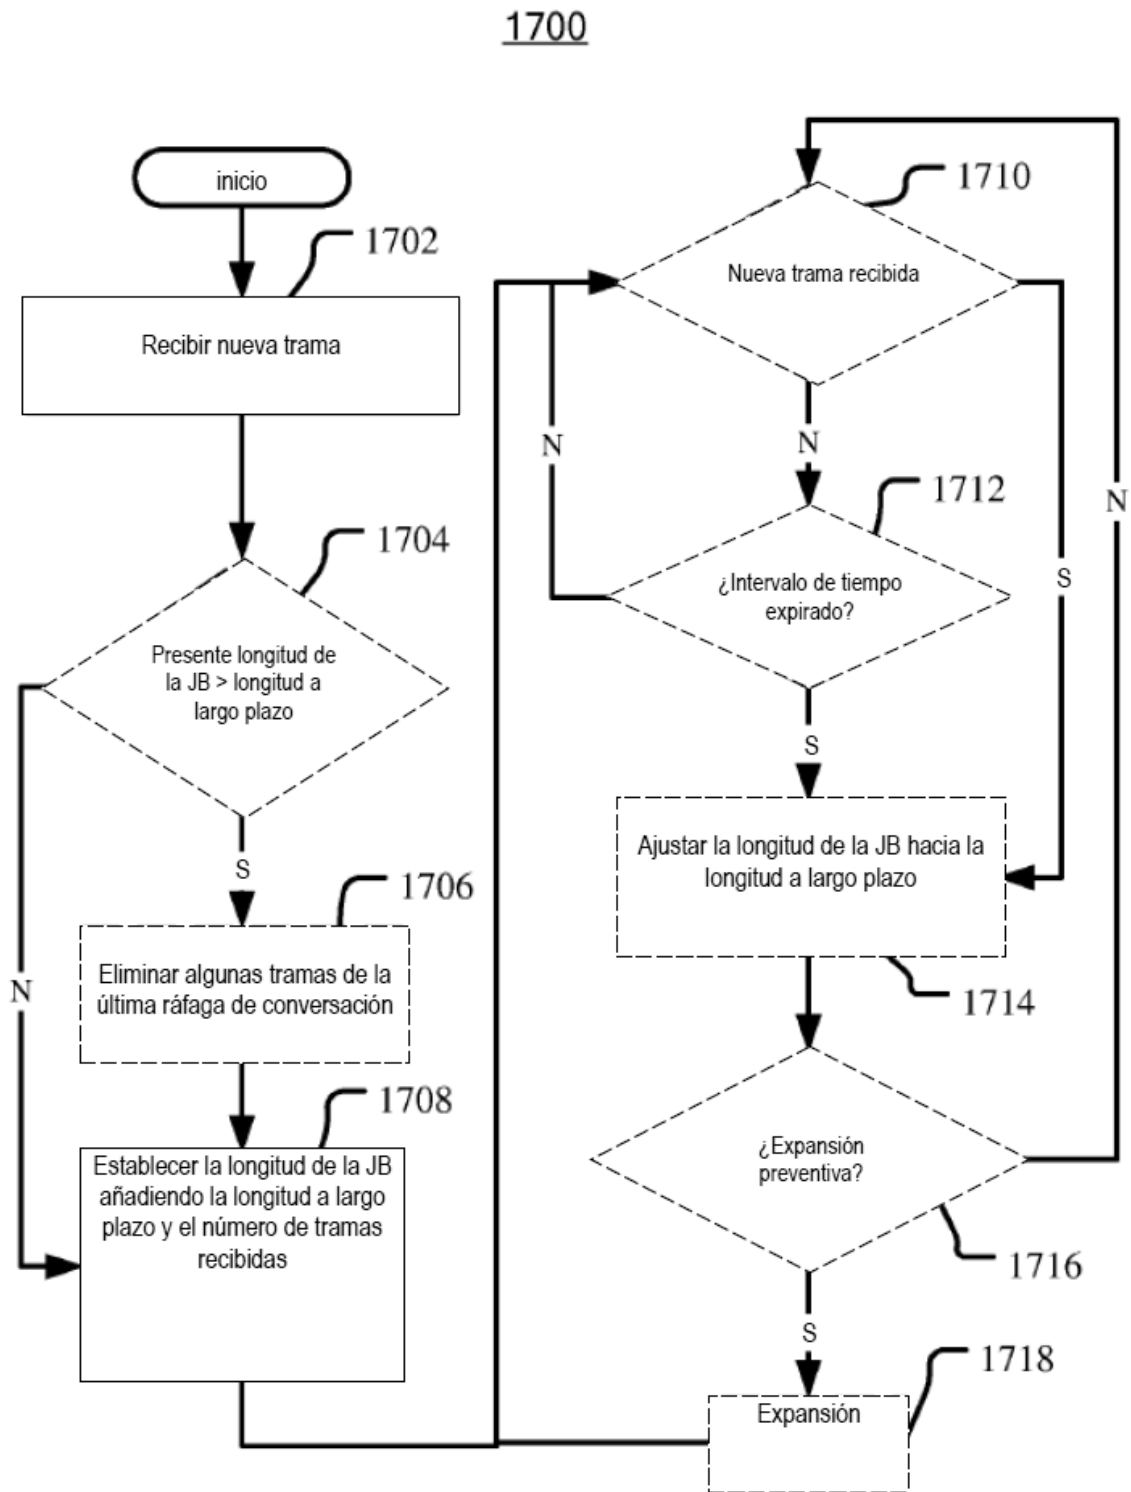 1700
inicio
1702
Recibir nueva trama
1704
Presente longitud de
la JB > longitud a
largo plazo
S
N
1706
Eliminar algunas tramas de la
última ráfaga de conversación
1708
Establecer la longitud de la JB
añadiendo la longitud a largo
plazo y el número de tramas
recibidas
1710
Nueva trama recibida
N
N
S
N
1712
¿Intervalo de tiempo
expirado?
S
Ajustar la longitud de la JB hacia la
longitud a largo plazo
1714
¿Expansión
preventiva?
1716
S
1718
Expansión